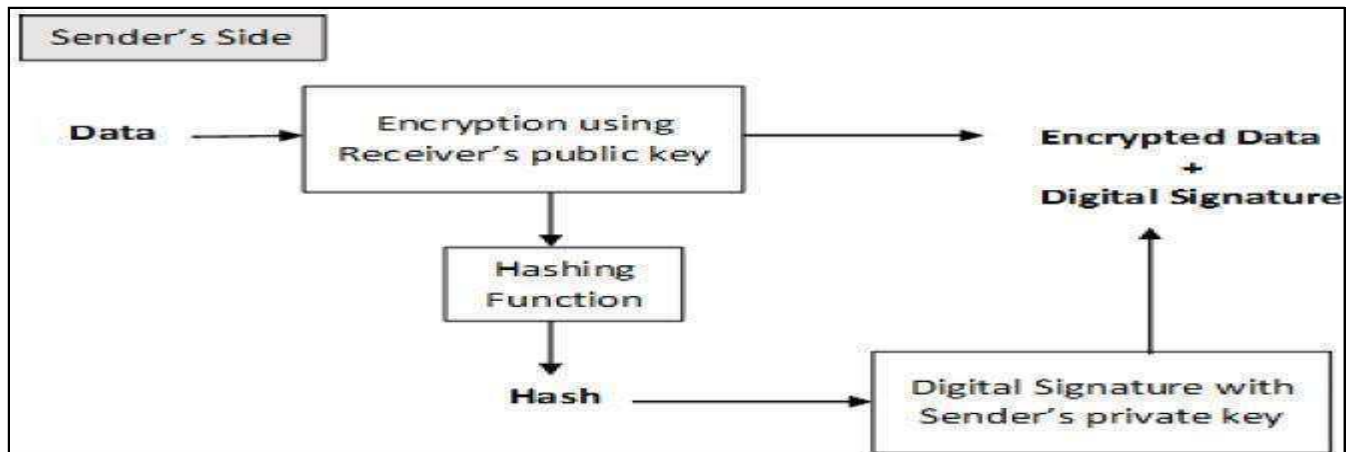 Sender's Side
Data
Encryption using
Receiver's public key
Encrypted Data
+
Digital Signature
Hashing
Function
Hash
Digital Signature with
Sender's private key